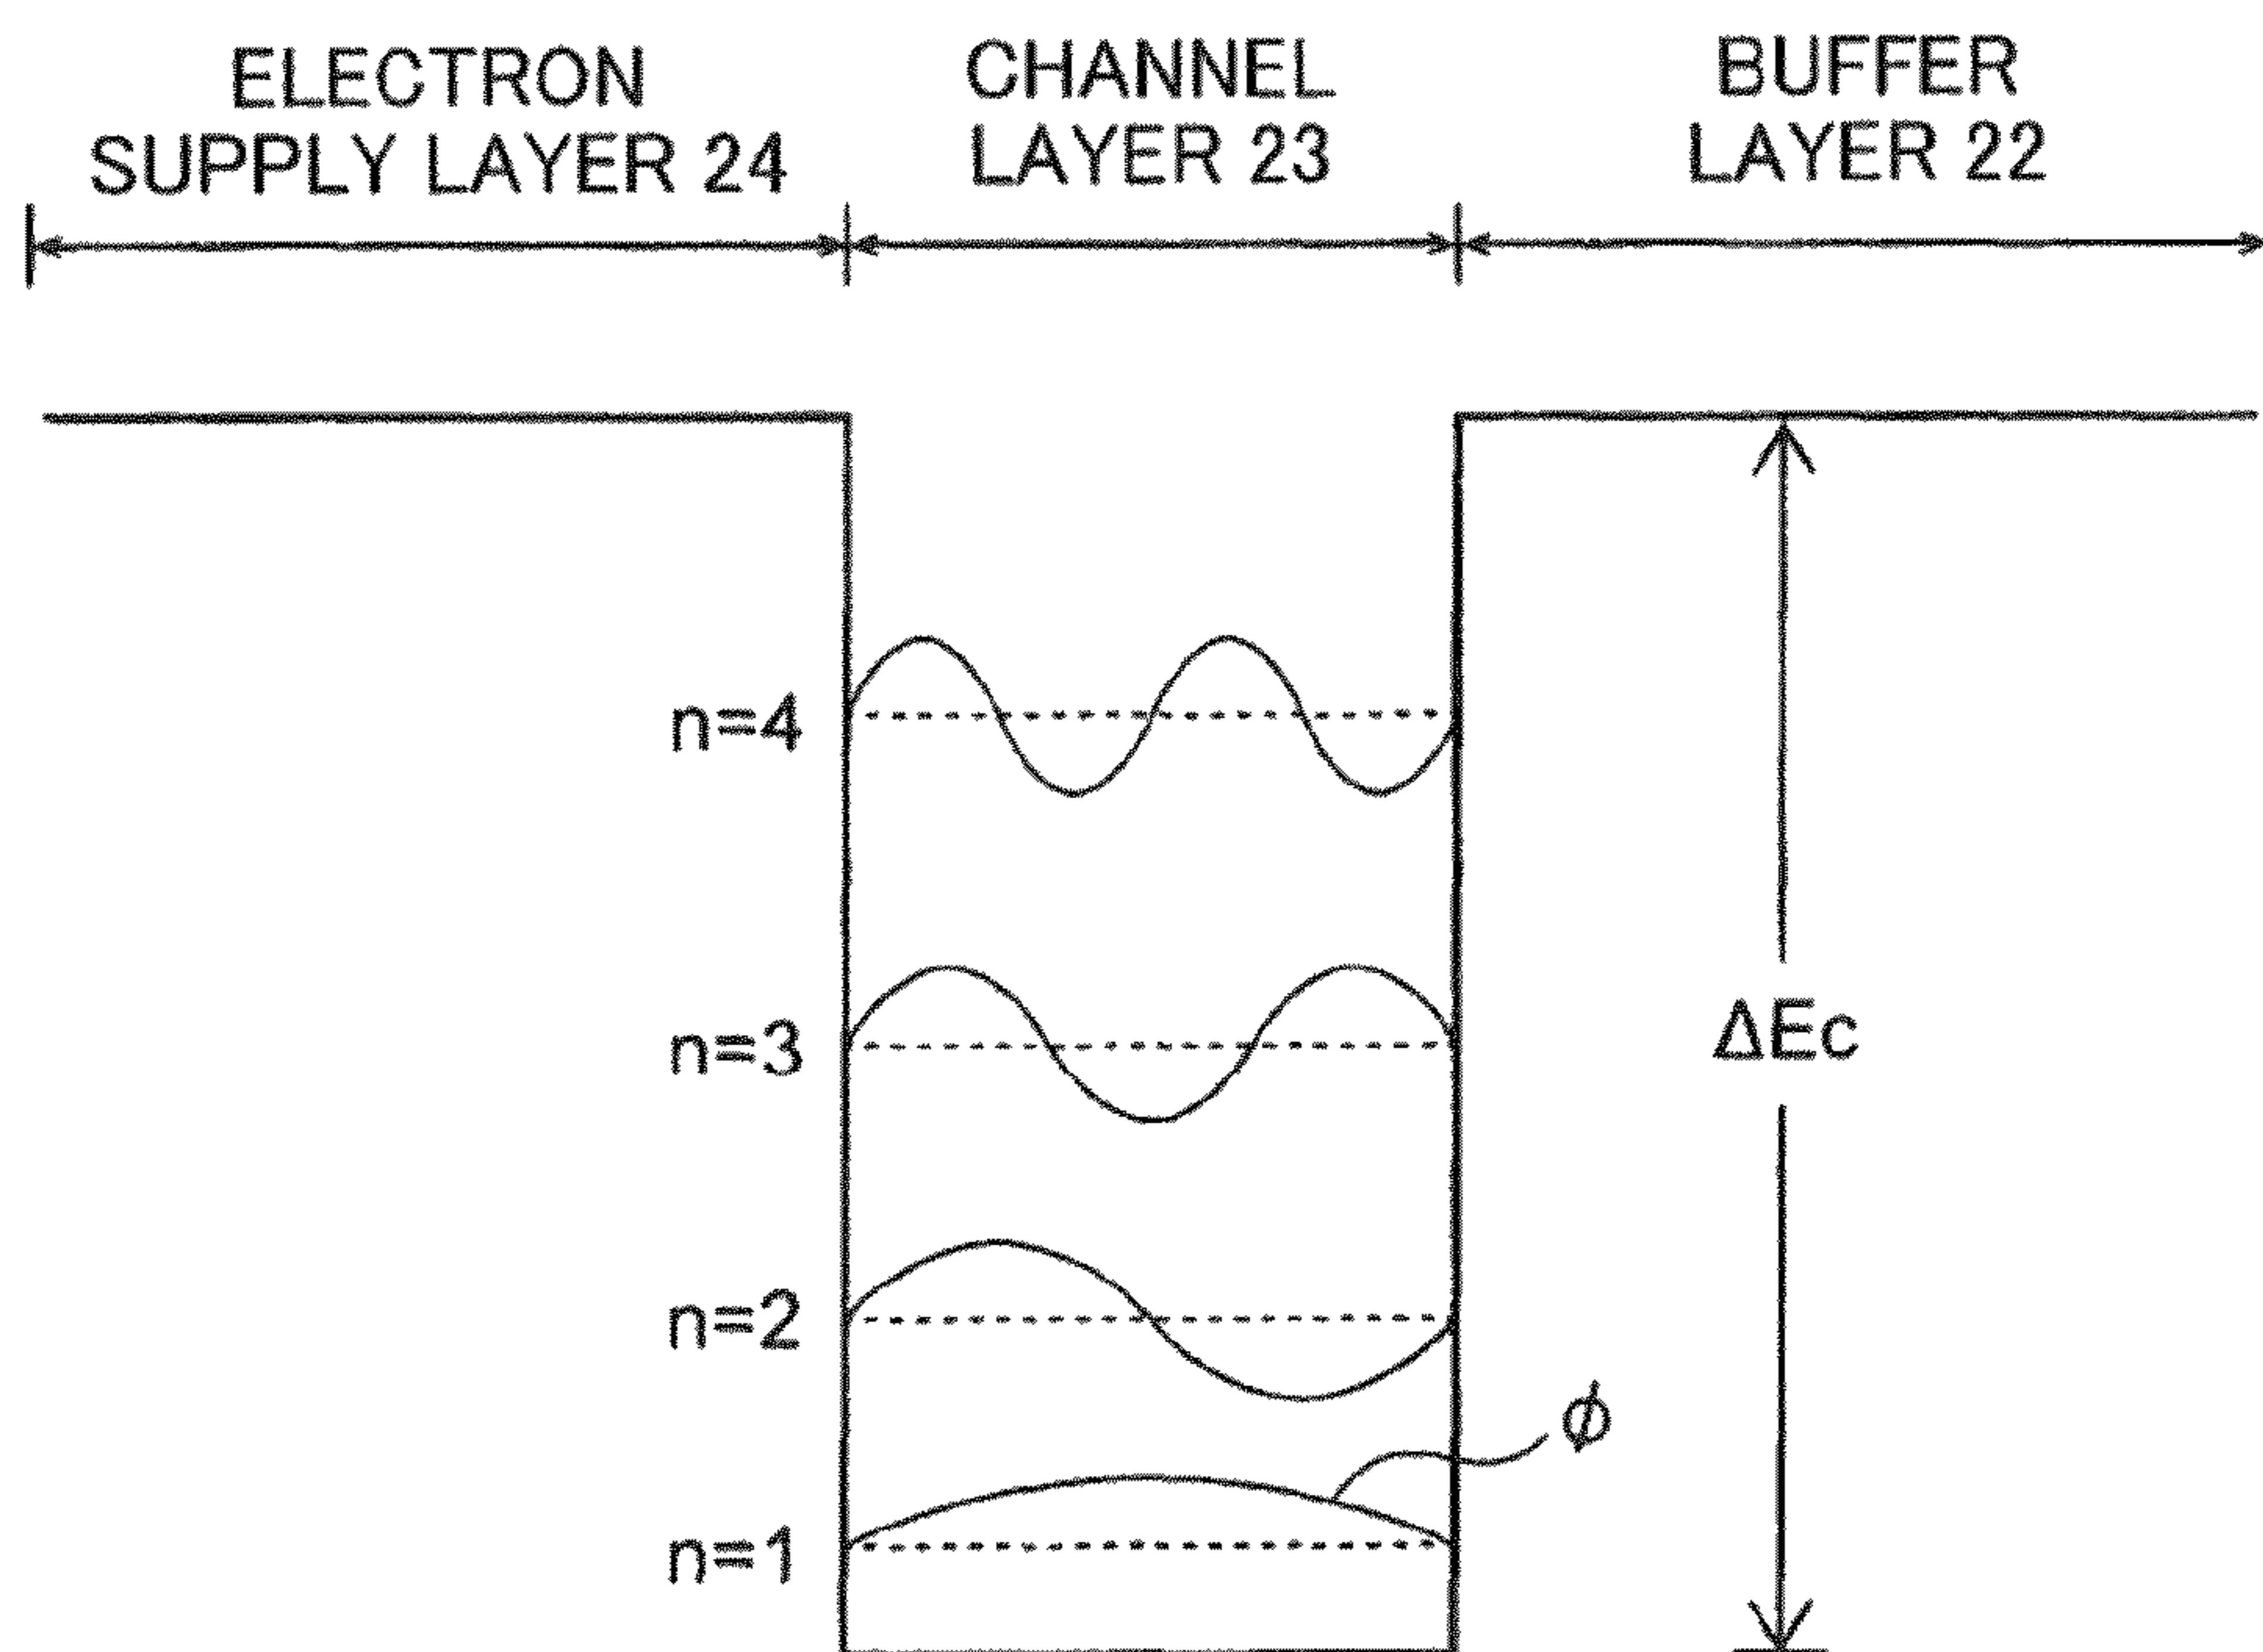 ELECTRON
SUPPLY LAYER 24
CHANNEL
LAYER 23
BUFFER
LAYER 22
n=4
n=3
ΔEc
n=2
ϕ
n=1